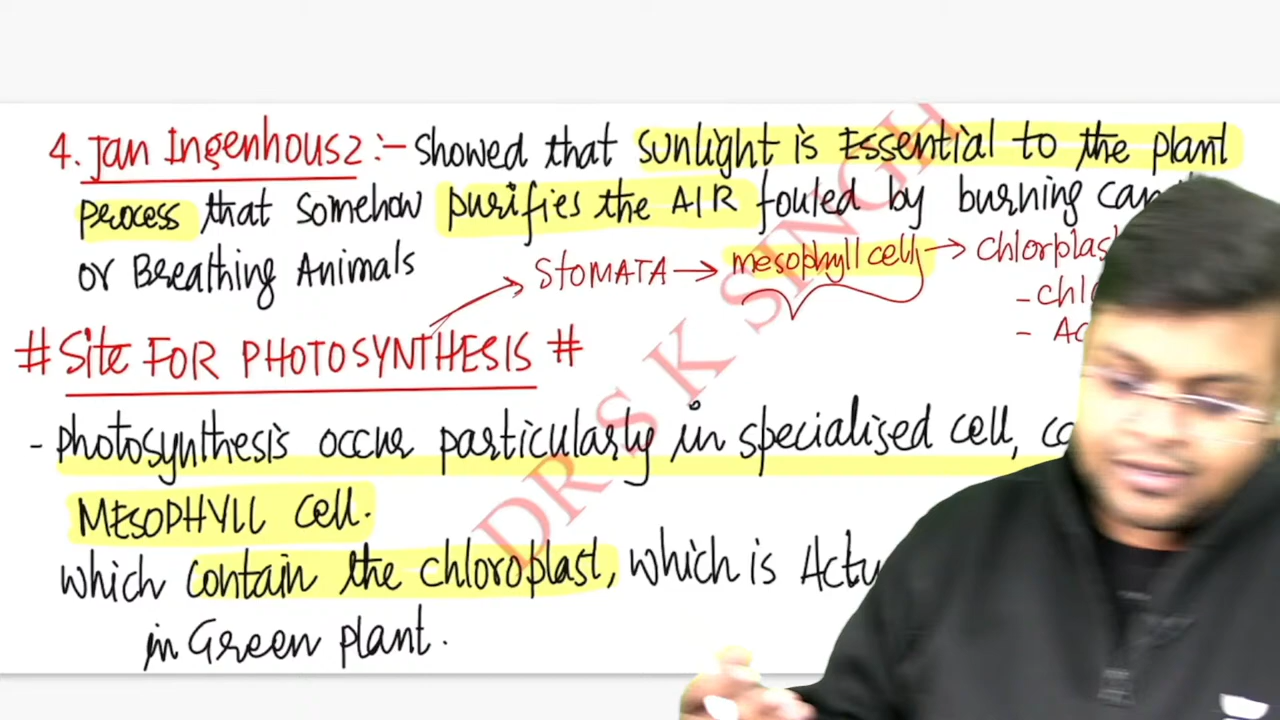 4. Jan Ingenhousz :- Showed that sunlight is Essential to the plant
process that somehow purifies the AIR fouled by burning
or Breathing Animals
STOMATA → mesophyll cell →
# Site FOR PHOTOSYNTHESIS #
- photosynthesis occur particularly in specialised cell,
MESOPHYLL cell.
which contain the chloroplast, which is
in Green plant.
DR S K SINGH